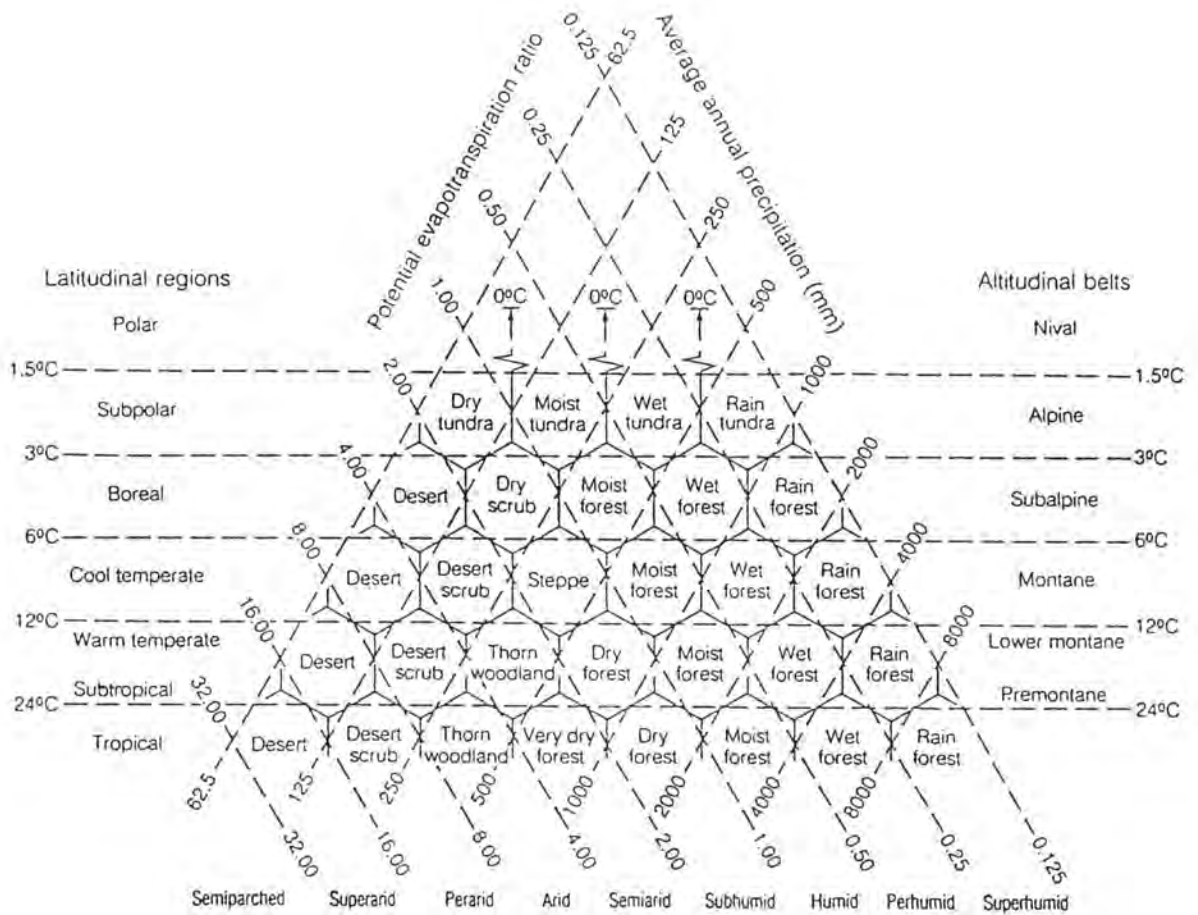 0.125
62.5
0.25
125
0.50
250
1.00
500
Potential evapotranspiration ratio
Average annual precipitation (mm)
0ºC 0ºC 0ºC
Latitudinal regions
Altitudinal belts
Polar
Nival
2.00
1000
1.5ºC
1.5ºC
Subpolar
Dry tundra
Moist tundra
Wet tundra
Rain tundra
Alpine
4.00
2000
3ºC
3ºC
Boreal
Desert
Dry scrub
Moist forest
Wet forest
Rain forest
Subalpine
8.00
4000
6ºC
6ºC
Cool temperate
Desert
Desert scrub
Steppe
Moist forest
Wet forest
Rain forest
Montane
16.00
8000
12ºC
12ºC
Warm temperate
Lower montane
Desert
Desert scrub
Thorn woodland
Dry forest
Moist forest
Wet forest
Rain forest
Subtropical
Premontane
32.00
24ºC
24ºC
Tropical
Desert
Desert scrub
Thorn woodland
Very dry forest
Dry forest
Moist forest
Wet forest
Rain forest
62.5 125 250 500 1000 2000 4000 8000
32.00 16.00 8.00 4.00 2.00 1.00 0.50 0.25 0.125
Semiparched Superarid Perarid Arid Semiarid Subhumid Humid Perhumid Superhumid